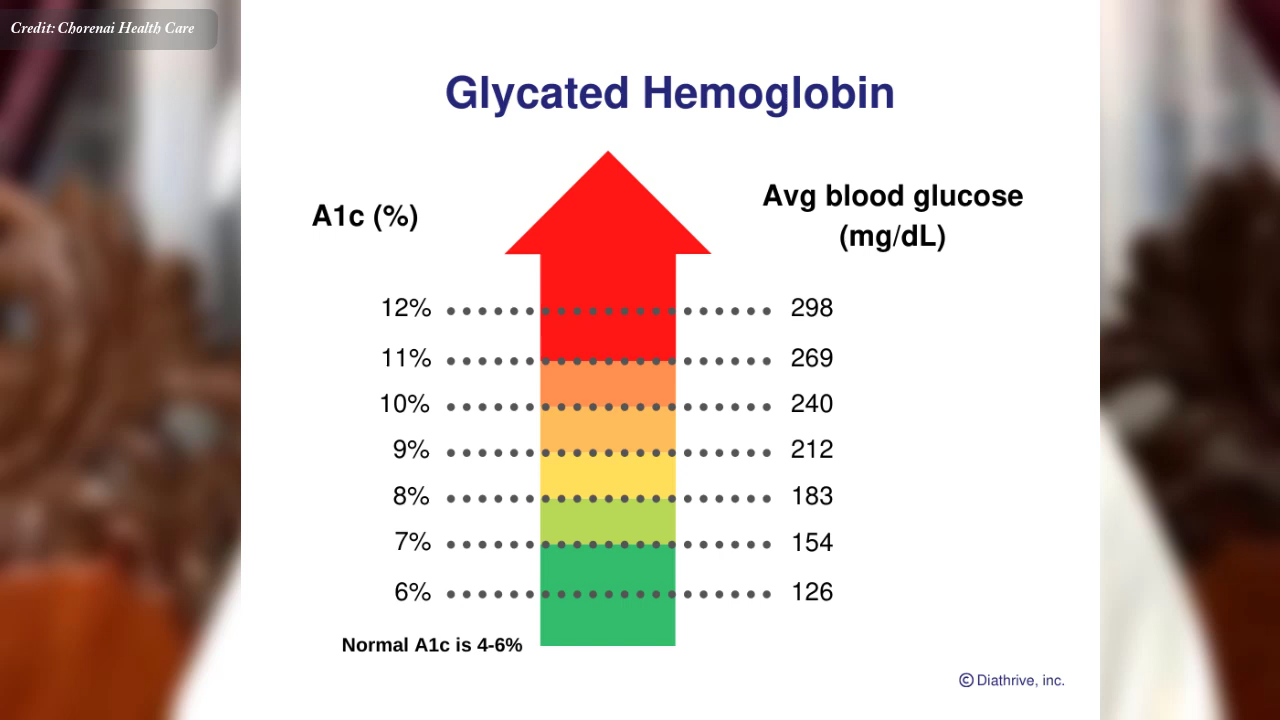 Credit: Chorenai Health Care
Glycated Hemoglobin
A1c (%)
Avg blood glucose
(mg/dL)
12% 298
11% 269
10% 240
9% 212
8% 183
7% 154
6% 126
Normal A1c is 4-6%
© Diathrive, inc.